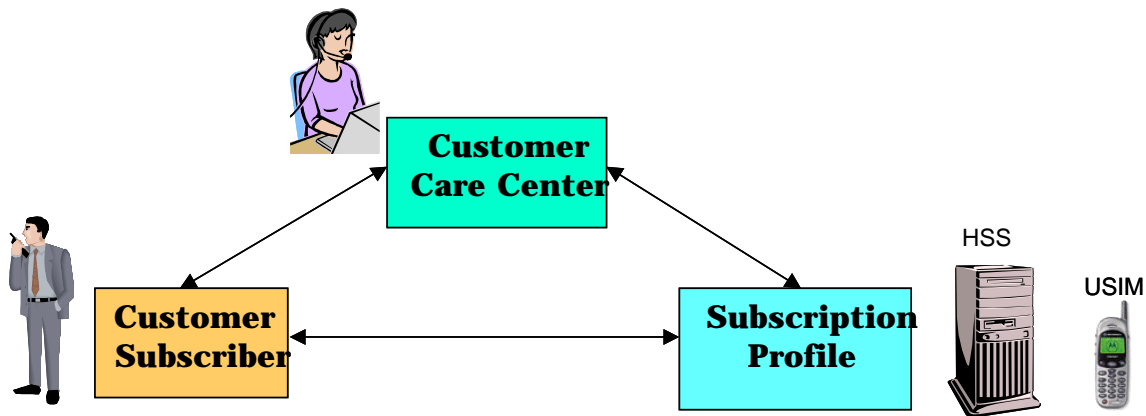 Customer
Care Center
HSS
USIM
Customer
Subscriber
Subscription
Profile